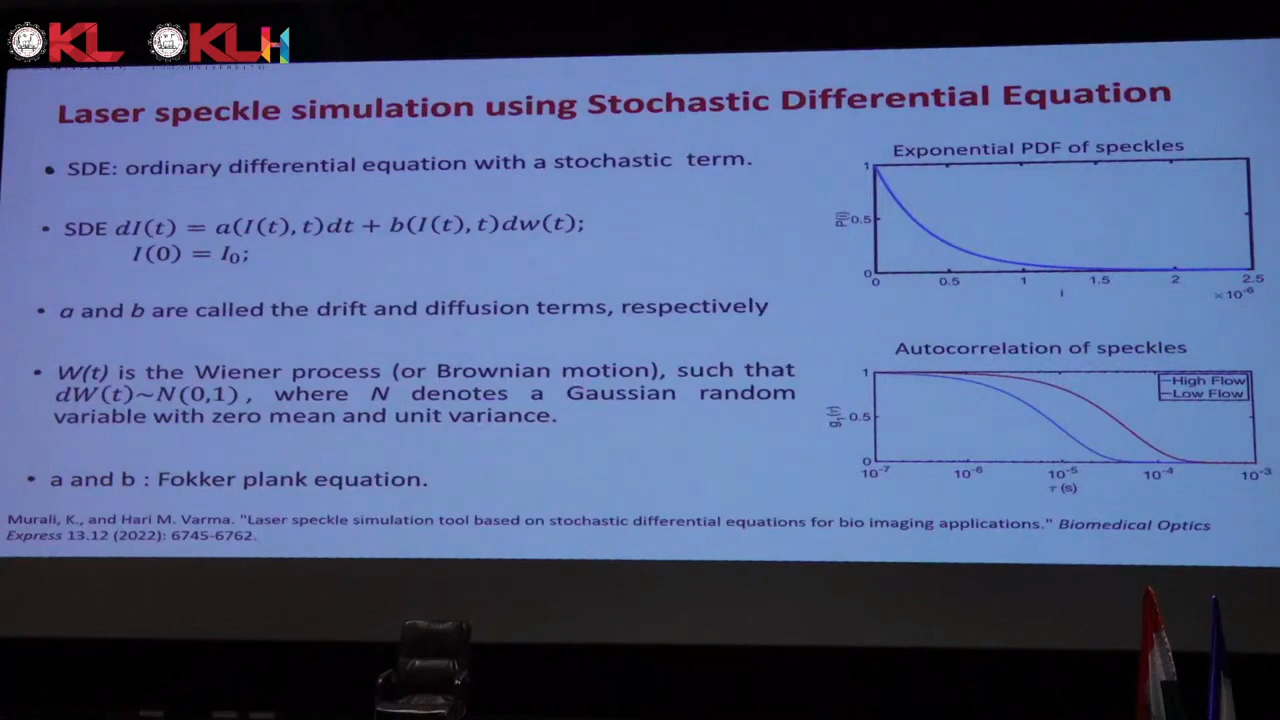 KL
KLH
Laser speckle simulation using Stochastic Differential Equation
• SDE: ordinary differential equation with a stochastic term.
• SDE dI(t) = a(I(t), t)dt + b(I(t), t)dw(t);
I(0) = I₀;
• a and b are called the drift and diffusion terms, respectively
• W(t) is the Wiener process (or Brownian motion), such that
dW(t)~N(0,1), where N denotes a Gaussian random
variable with zero mean and unit variance.
• a and b : Fokker plank equation.
Murali, K., and Hari M. Varma. "Laser speckle simulation tool based on stochastic differential equations for bio imaging applications." Biomedical Optics
Express 13.12 (2022): 6745-6762.
Exponential PDF of speckles
1
P(I) 0.5
0
0 0.5 1 1.5 2 2.5
I ×10⁻⁶
Autocorrelation of speckles
1
High Flow
Low Flow
g₁(τ) 0.5
0
10⁻⁷ 10⁻⁶ 10⁻⁵ 10⁻⁴ 10⁻³
τ (s)